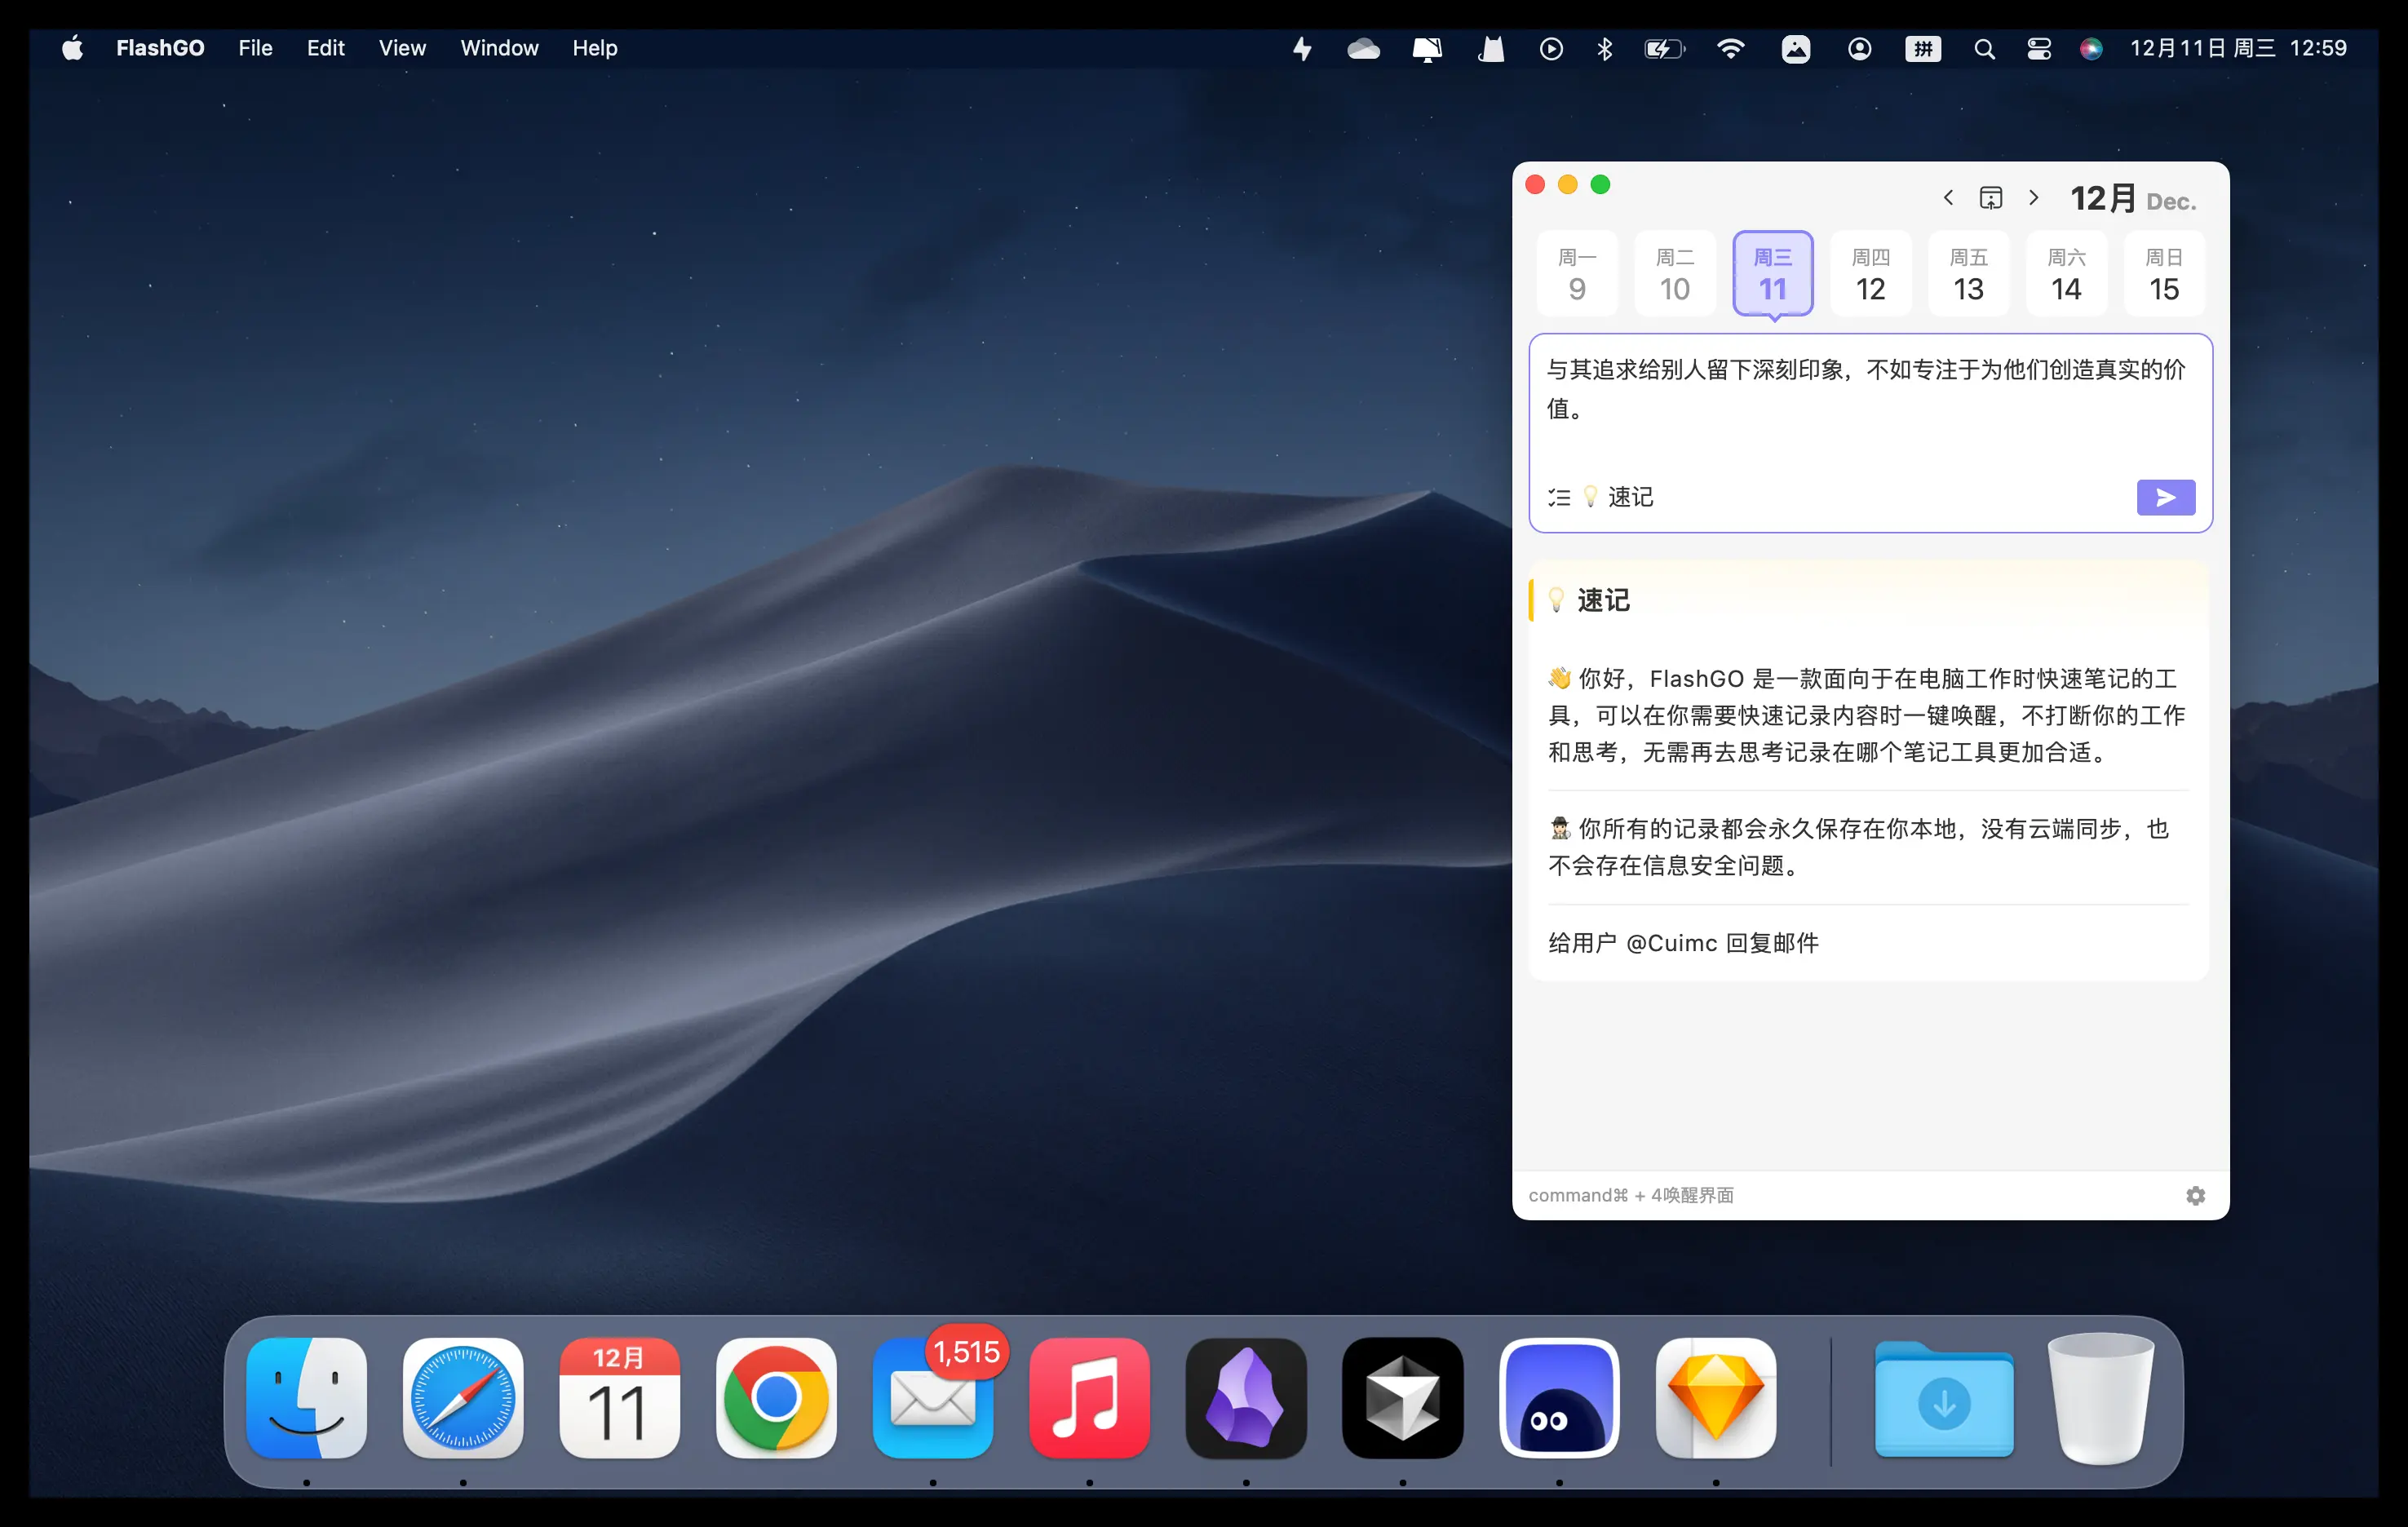 FlashGO File Edit View Window Help 拼 12月11日 周三 12:59
12月 Dec.
周一 周二 周三 周四 周五 周六 周日
9 10 11 12 13 14 15
与其追求给别人留下深刻印象，不如专注于为他们创造真实的价
值。
💡 速记
💡 速记
👋 你好，FlashGO 是一款面向于在电脑工作时快速笔记的工
具，可以在你需要快速记录内容时一键唤醒，不打断你的工作
和思考，无需再去思考记录在哪个笔记工具更加合适。
🕵🏻‍♂️ 你所有的记录都会永久保存在你本地，没有云端同步，也
不会存在信息安全问题。
给用户 @Cuimc 回复邮件
command⌘ + 4唤醒界面
12月
11
1,515